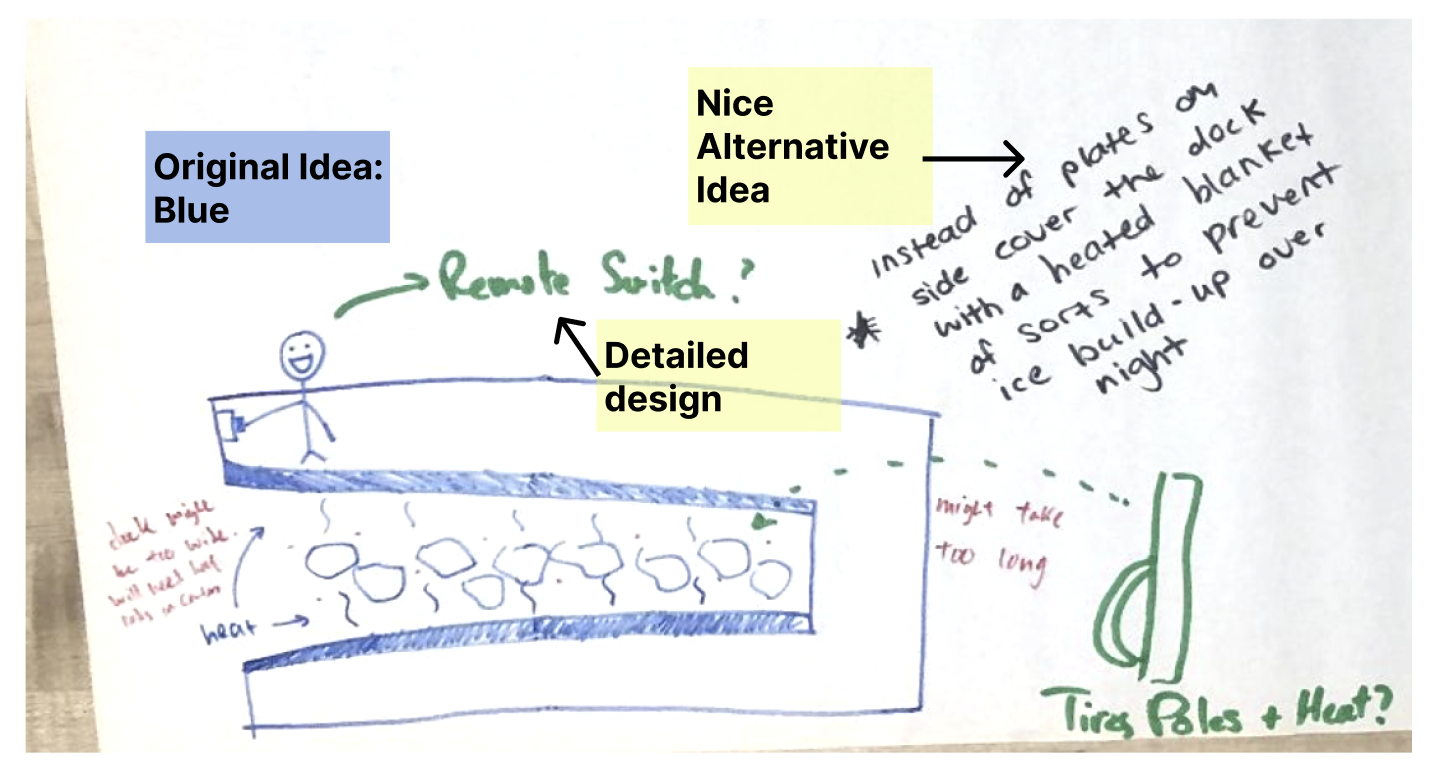 Original Idea:
Blue
Nice
Alternative
Idea
instead of plates on
side cover the dock
with a heated blanket
of sorts to prevent
ice build-up over
night
Remote Switch?
Detailed
design
dock might
be too wide.
will need hot
rods in
heat
might take
too long
Tires Poles + Heat?